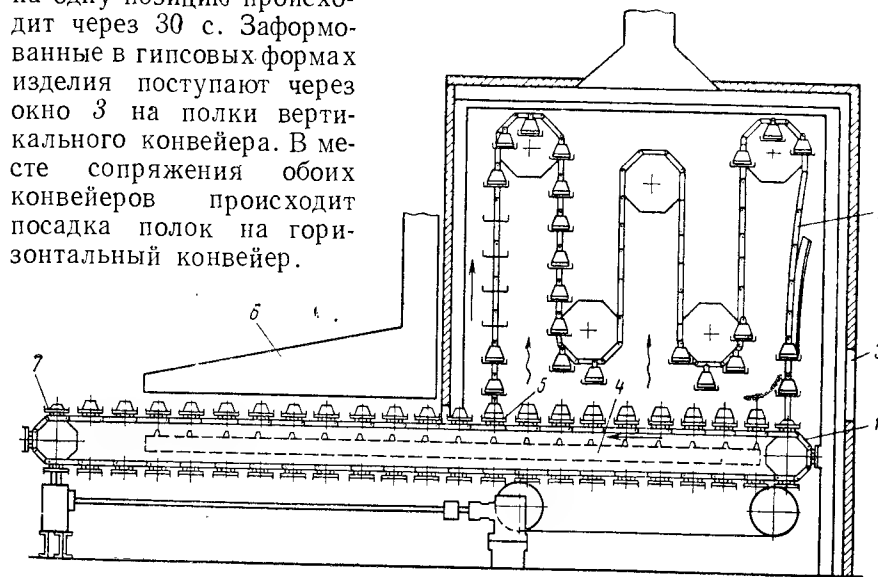 на одну позицию происхо-
дит через 30 с. Заформо-
ванные в гипсовых формах
изделия поступают через
окно 3 на полки верти-
кального конвейера. В ме-
сте сопряжения обоих
конвейеров происходит
посадка полок на гори-
зонтальный конвейер.
6
7
5
4
3
1